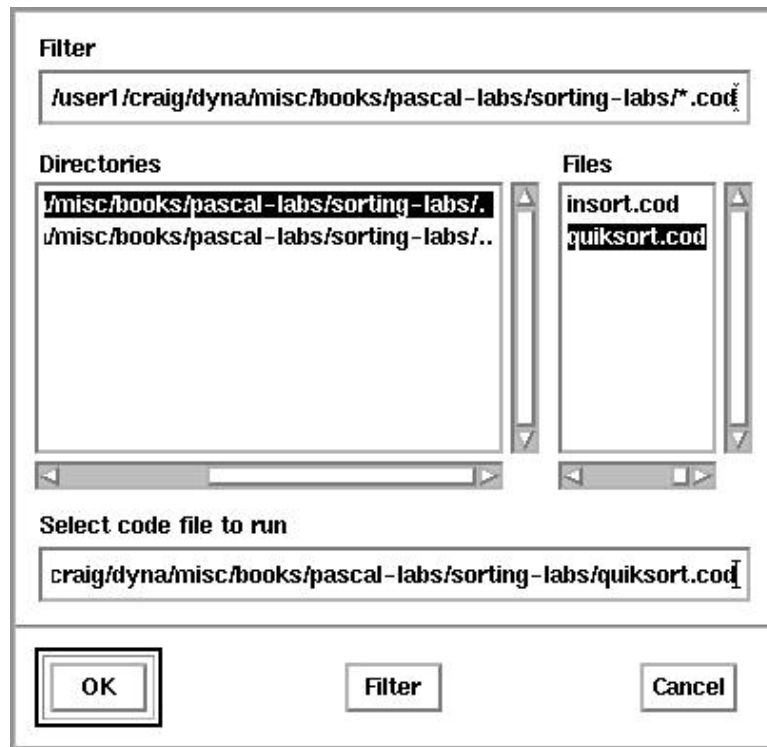 Filter
/user1/craig/dyna/misc/books/pascal-labs/sorting-labs/*.cod
Directories
/misc/books/pascal-labs/sorting-labs/.
/misc/books/pascal-labs/sorting-labs/..
Files
insort.cod
quiksort.cod
Select code file to run
craig/dyna/misc/books/pascal-labs/sorting-labs/quiksort.cod
OK
Filter
Cancel